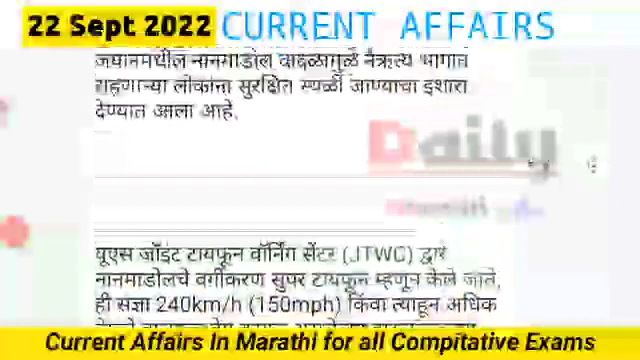 22 Sept 2022 CURRENT AFFAIRS
जपानमधील नानमाडोल वादळामुळे नैऋत्य भागात
राहणाऱ्या लोकांना सुरक्षित स्थळी जाण्याचा इशारा
देण्यात आला आहे.
Daily
यूएस जॉइंट टायफून वॉर्निंग सेंटर (JTWC) द्वारे
नानमाडोलचे वर्गीकरण सुपर टायफून म्हणून केले जाते,
ही संज्ञा 240km/h (150mph) किंवा त्याहून अधिक
Current Affairs In Marathi for all Compitative Exams